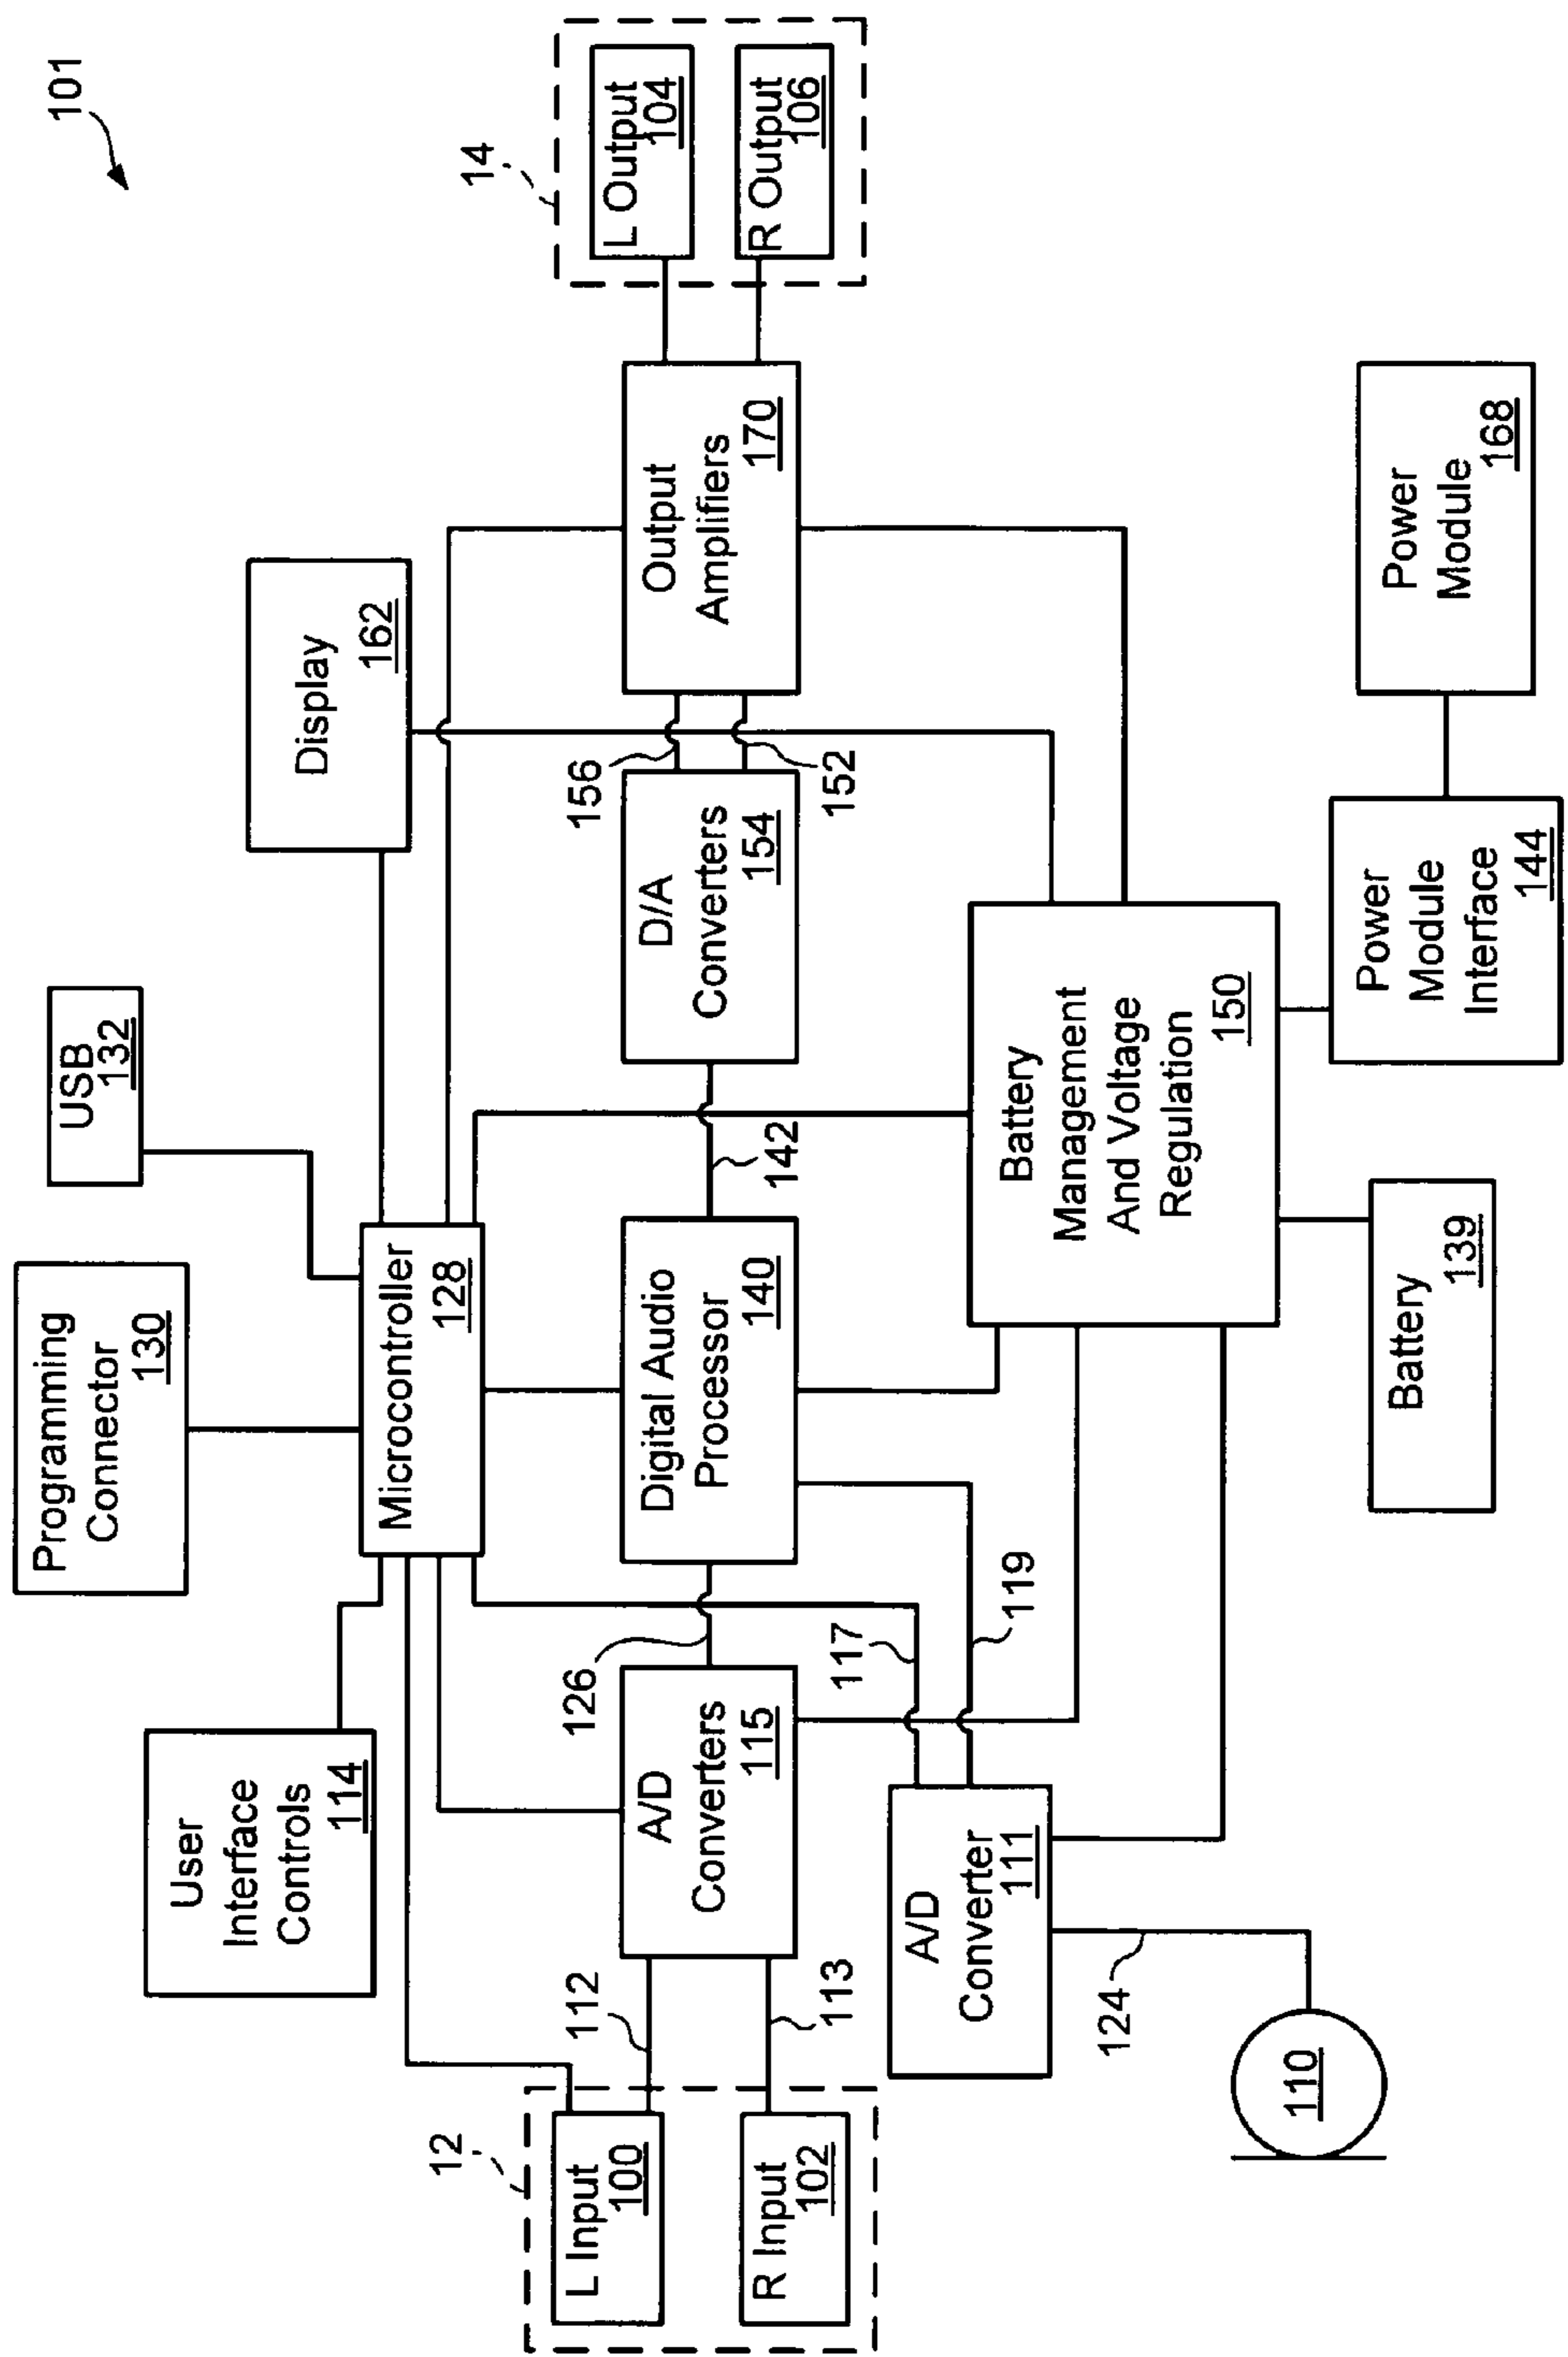 101
Programming
Connector
130
USB
132
User
Interface
Controls
114
Display
162
Microcontroller
128
12
L Input
100
R Input
102
112
113
A/D
Converters
115
126
Digital Audio
Processor
140
142
D/A
Converters
154
156
152
Output
Amplifiers
170
14
L Output
104
R Output
106
117
119
A/D
Converter
111
124
110
Battery
Management
And Voltage
Regulation
150
Battery
139
Power
Module
Interface
144
Power
Module
168